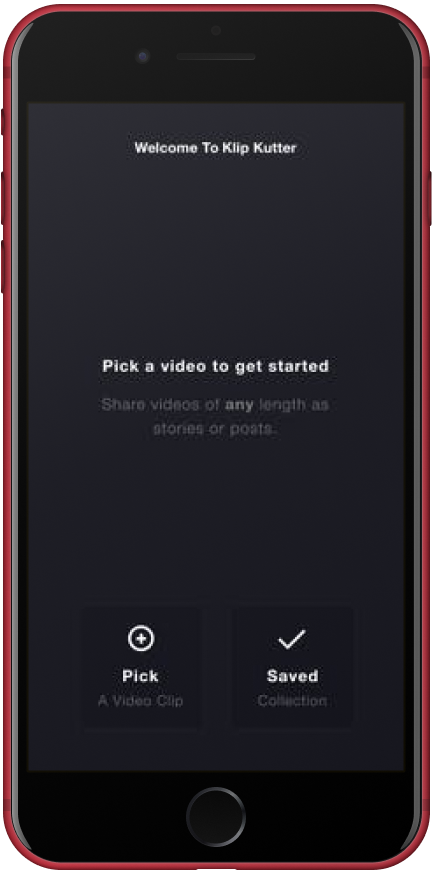 Welcome To Klip Kutter
Pick a video to get started
Share videos of any length as
stories or posts.
Pick
Saved
A Video Clip
Collection